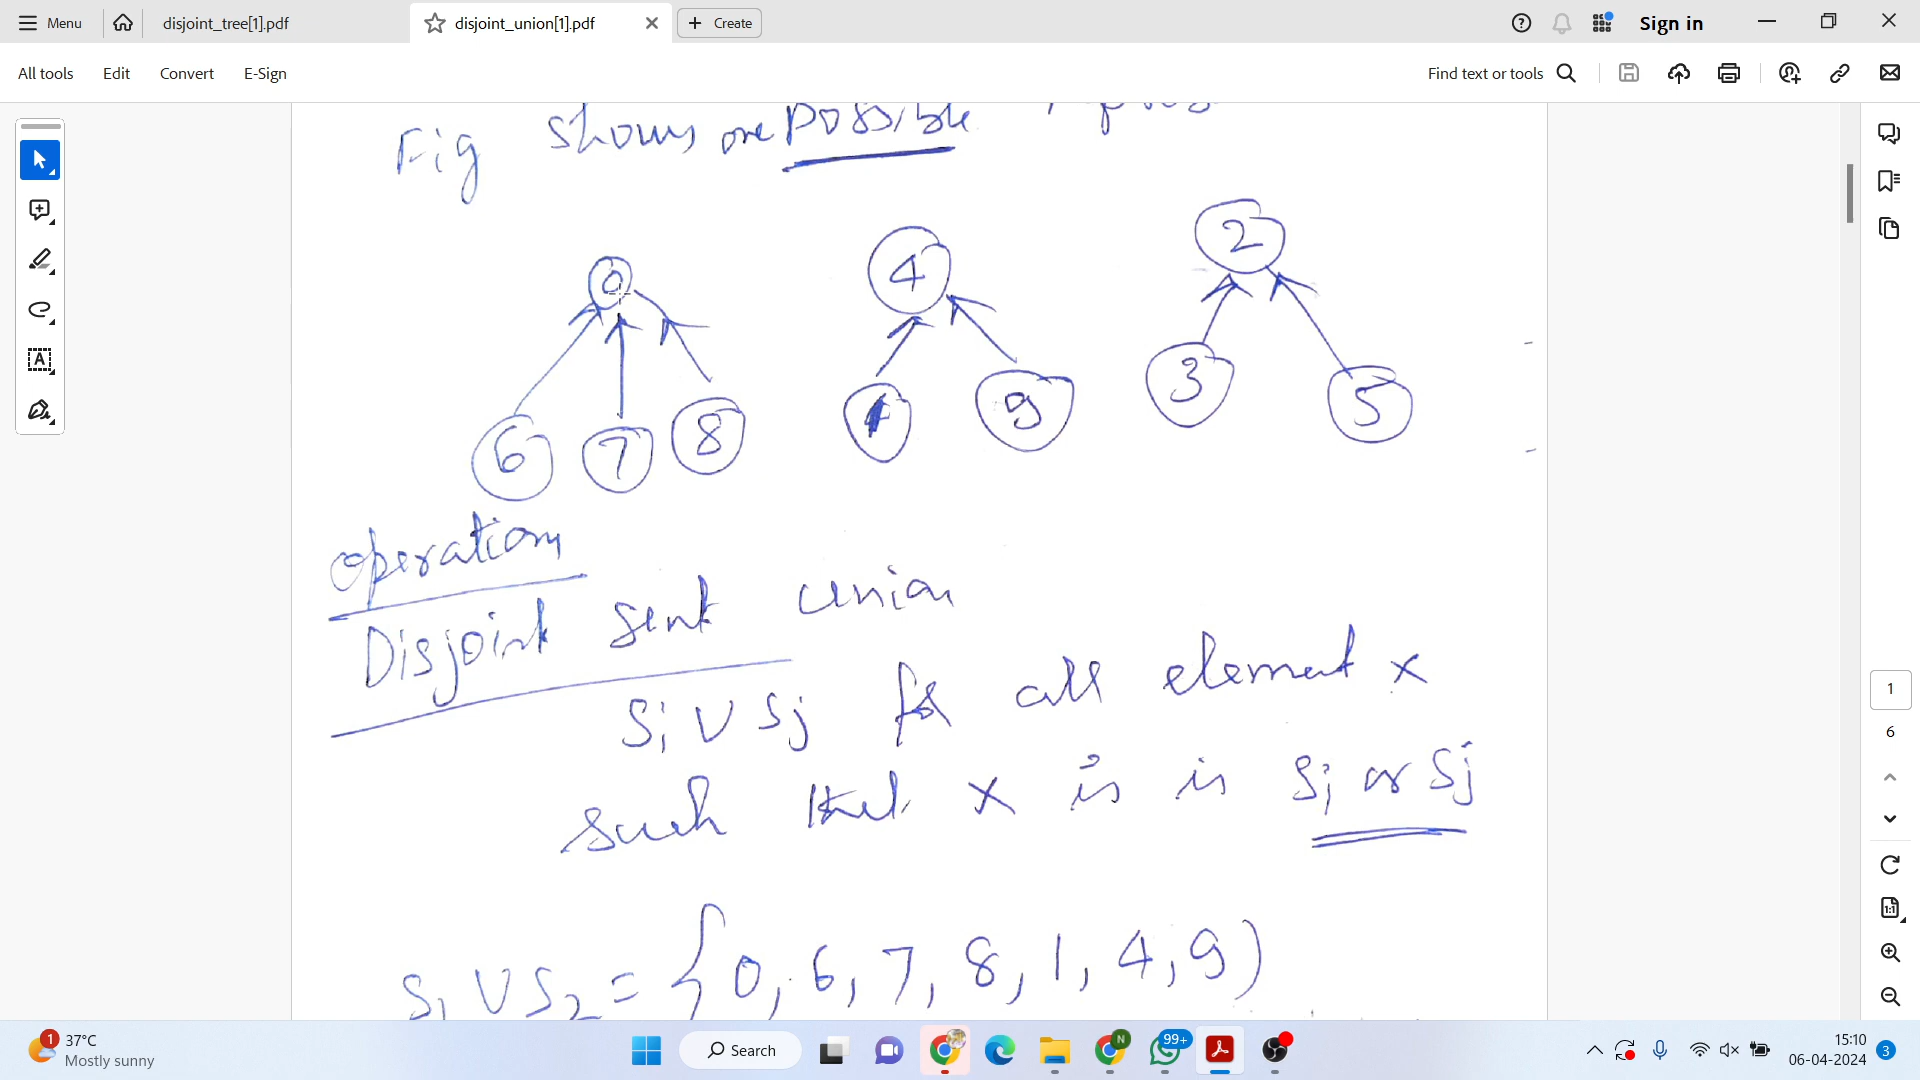 Menu disjoint_tree[1].pdf disjoint_union[1].pdf Create Sign in
All tools Edit Convert E-Sign Find text or tools
Fig shows one possible
0 4 2
6 7 8 1 9 3 5
operation
Disjoint sent union
Si U Sj for all element x
such that x is is Si or Sj
S1 U S2 = {0, 6, 7, 8, 1, 4, 9)
1
6
1 37°C
Mostly sunny
Search
99+
N
15:10
06-04-2024
3